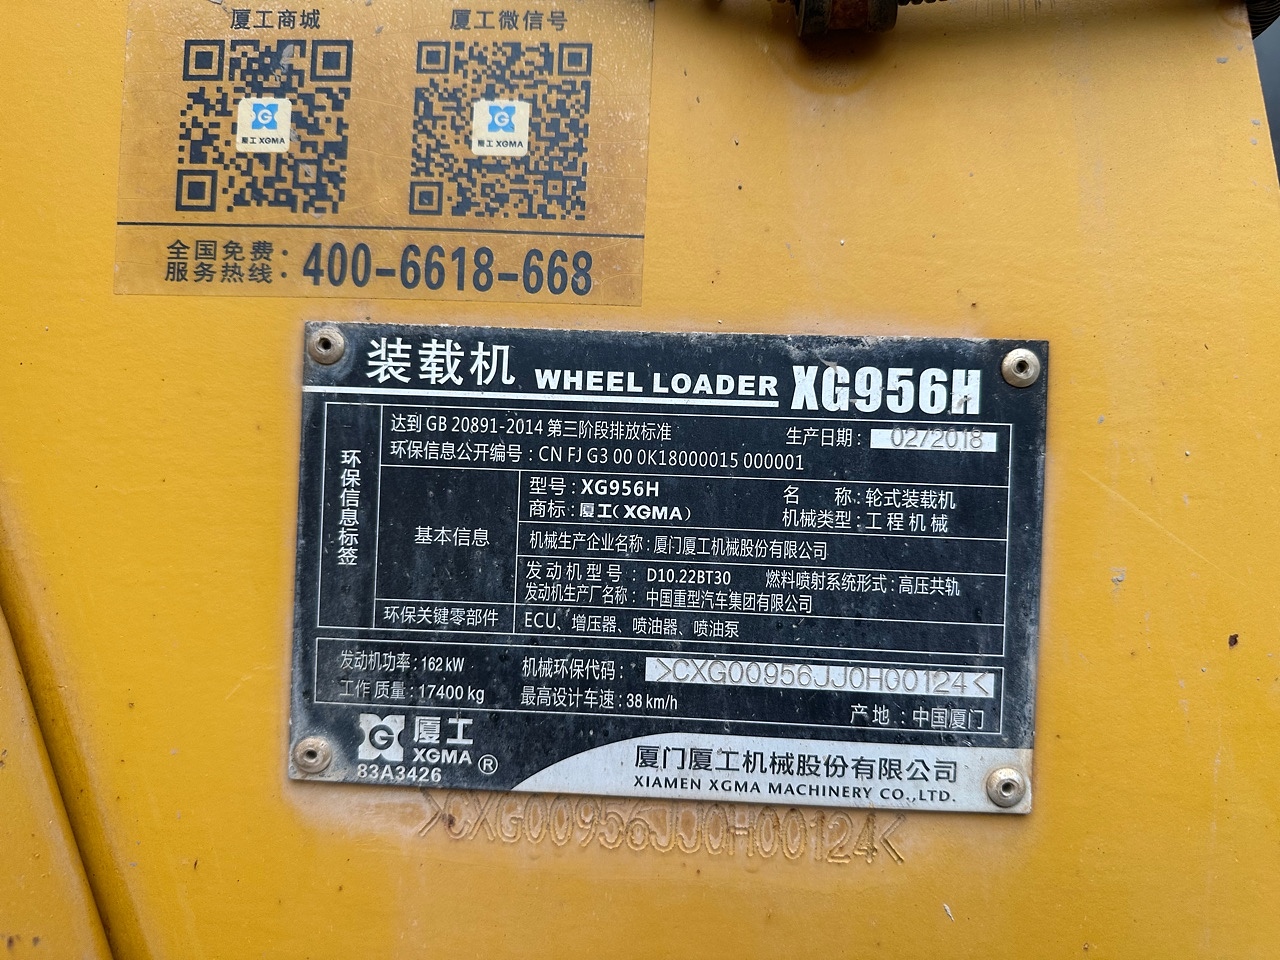 厦工商城
厦工微信号
厦工 XGMA
厦工 XGMA
全国免费服务热线：400-6618-668
装载机 WHEEL LOADER XG956H
环保信息标签
达到 GB 20891-2014 第三阶段排放标准
生产日期：02/2018
环保信息公开编号：CN FJ G3 00 0K18000015 000001
基本信息
型号：XG956H
名 称：轮式装载机
商标：厦工(XGMA)
机械类型：工程机械
机械生产企业名称：厦门厦工机械股份有限公司
发动机型号： D10.22BT30
燃料喷射系统形式：高压共轨
发动机生产厂名称： 中国重型汽车集团有限公司
环保关键零部件
ECU、增压器、喷油器、喷油泵
发动机功率：162 kW
机械环保代码： >CXG00956JJ0H00124<
工作质量：17400 kg
最高设计车速：38 km/h
产 地：中国厦门
G 厦工 XGMA ®
83A3426
厦门厦工机械股份有限公司
XIAMEN XGMA MACHINERY CO.,LTD.
>CXG00956JJ0H00124<